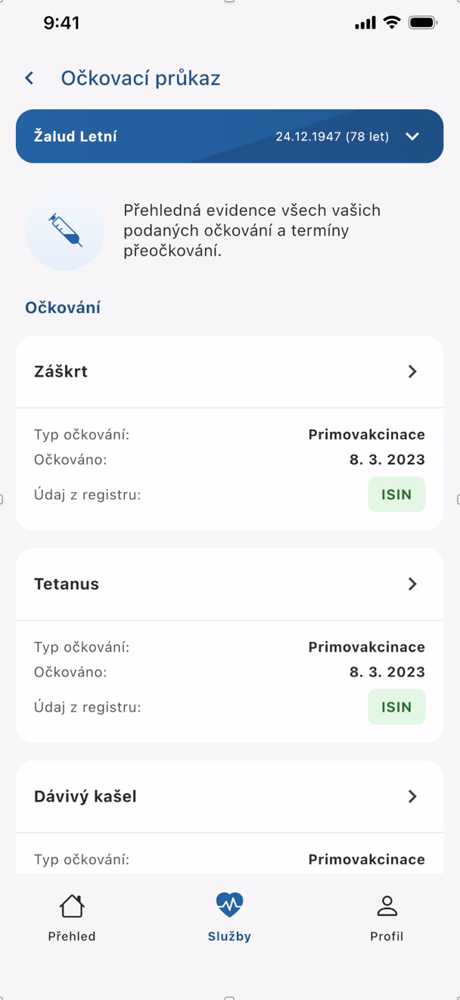 9:41
Očkovací průkaz
Žalud Letní 24.12.1947 (78 let)
Přehledná evidence všech vašich
podaných očkování a termíny
přeočkování.
Očkování
Záškrt
Typ očkování: Primovakcinace
Očkováno: 8. 3. 2023
Údaj z registru: ISIN
Tetanus
Typ očkování: Primovakcinace
Očkováno: 8. 3. 2023
Údaj z registru: ISIN
Dávivý kašel
Typ očkování: Primovakcinace
Přehled Služby Profil